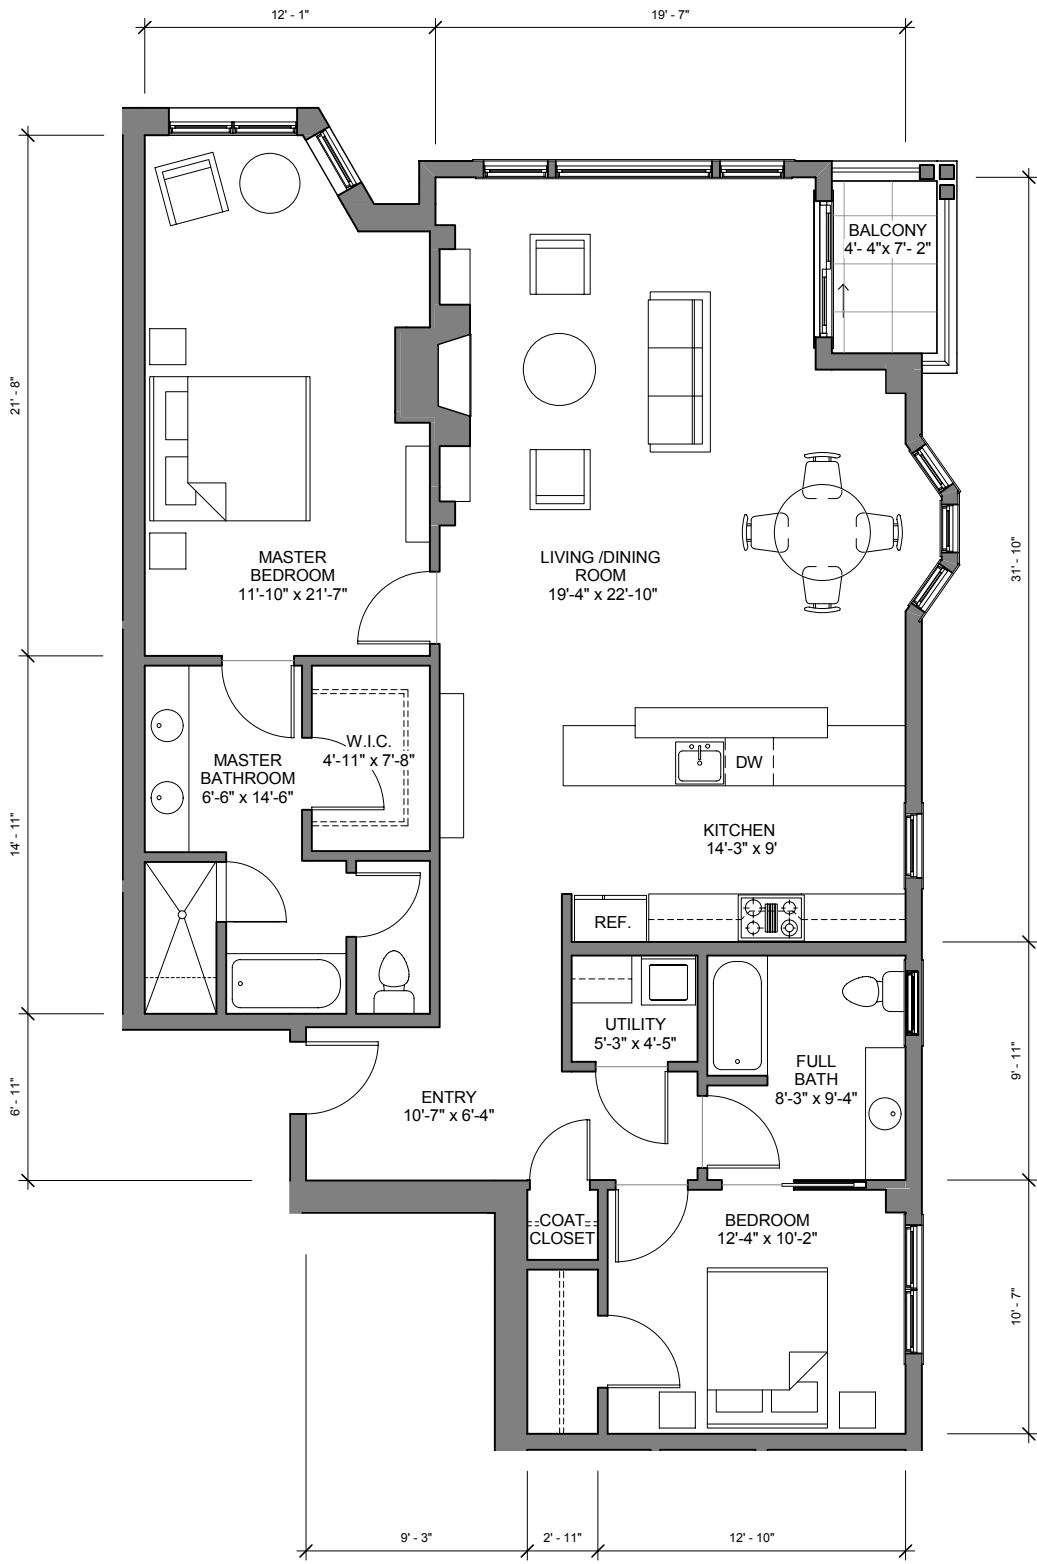 12' - 1"
19' - 7"
BALCONY
4'- 4"x 7'- 2"
21' - 8"
31' - 10"
MASTER
BEDROOM
11'-10" x 21'-7"
LIVING /DINING
ROOM
19'-4" x 22'-10"
W.I.C.
4'-11" x 7'-8"
MASTER
BATHROOM
6'-6" x 14'-6"
DW
14' - 11"
KITCHEN
14'-3" x 9'
REF.
UTILITY
5'-3" x 4'-5"
FULL
BATH
8'-3" x 9'-4"
9' - 11"
6' - 11"
ENTRY
10'-7" x 6'-4"
COAT
CLOSET
BEDROOM
12'-4" x 10'-2"
10' - 7"
9' - 3"
2' - 11"
12' - 10"